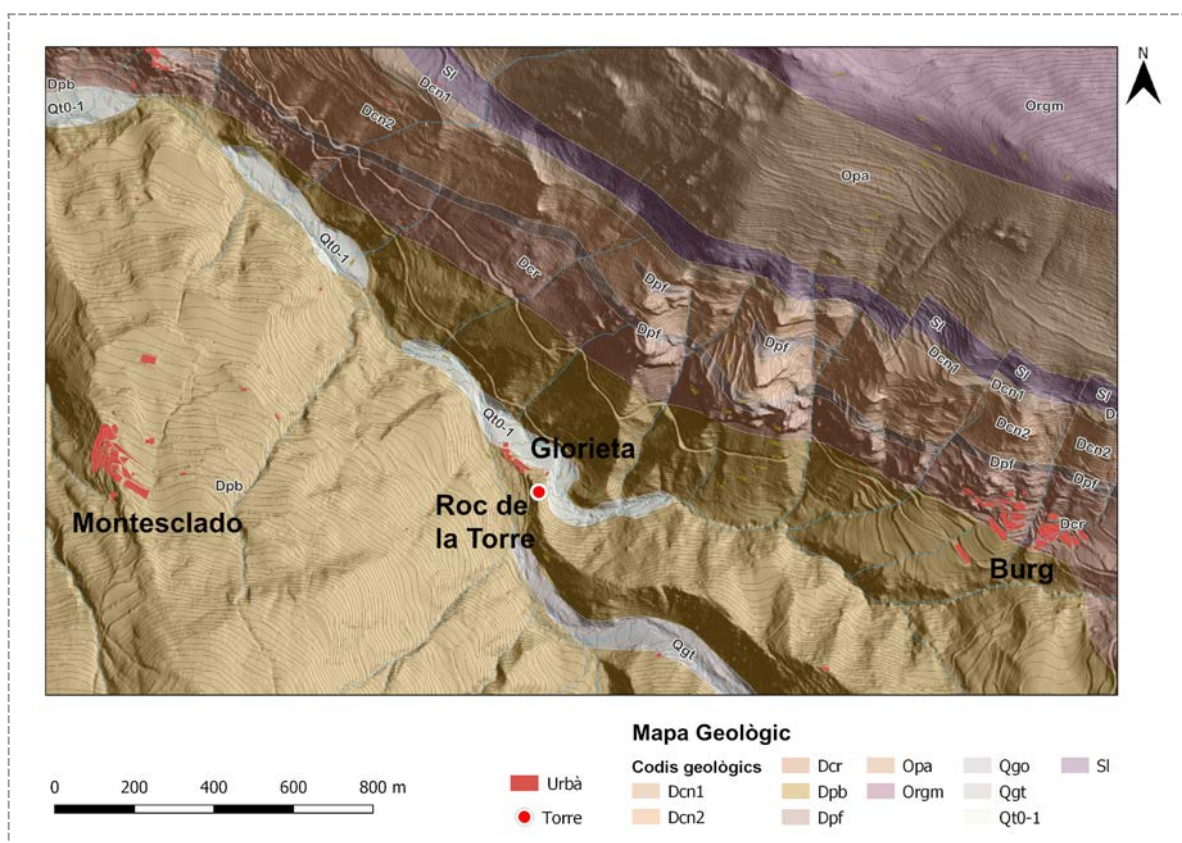 N
Sl
Dcn1
Dpb
Qt0-1
Dcn2
Orgm
Opa
Qt0-1
Dcr
Dpf
Dpf
Dpf
Sl
Dcn1
Sl
Dcn1
Sl
D
Qt0-1
Glorieta
Dcn2
Dcn2
Dpf
Dpf
Dpb
Montesclado
Roc de
la Torre
Dcr
Burg
Qgt
Mapa Geològic
Codis geològics
Dcn1
Dcn2
Dcr
Dpb
Dpf
Opa
Orgm
Qgo
Qgt
Qt0-1
Sl
0 200 400 600 800 m
Urbà
Torre